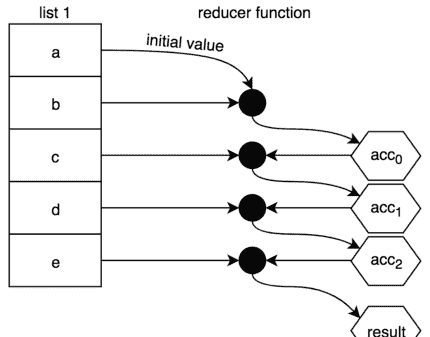 list 1
reducer function
initial value
a
b
c
acc0
d
acc1
e
acc2
result